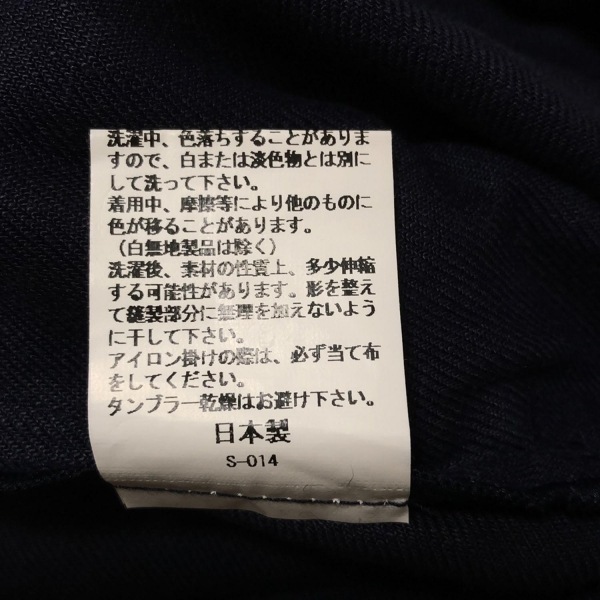 洗濯中、色落ちすることがありま
すので、白または淡色物とは別に
して洗って下さい。
着用中、摩擦等により他のものに
色が移ることがあります。
（白無地製品は除く）
洗濯後、素材の性質上、多少伸縮
する可能性があります。形を整え
て縫製部分に無理を加えないよう
に干して下さい。
アイロン掛けの際は、必ず当て布
をしてください。
タンブラー乾燥はお避け下さい。
日本製
S-014